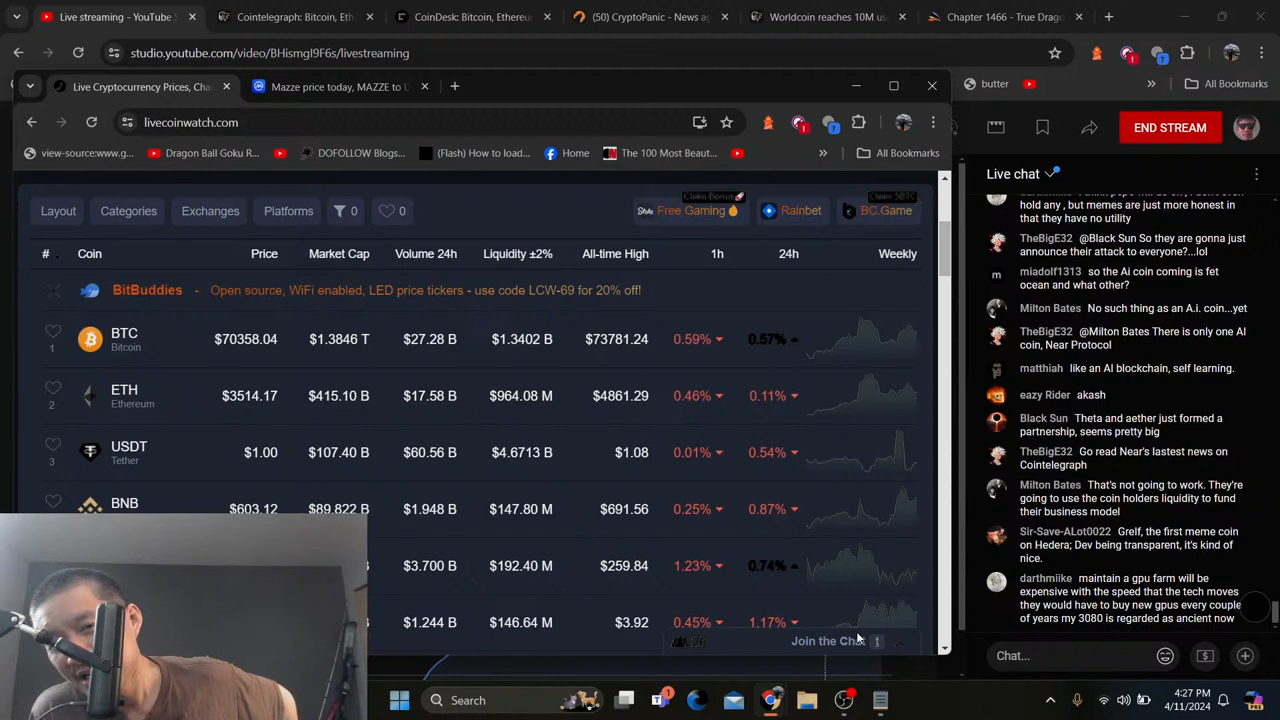 Live streaming - YouTube S
Cointelegraph: Bitcoin, Eth
CoinDesk: Bitcoin, Ethereu
(50) CryptoPanic - News ag
Worldcoin reaches 10M us
Chapter 1466 - True Drag
studio.youtube.com/video/BHismgI9F6s/livestreaming
butter
All Bookmarks
Live Cryptocurrency Prices, Cha
Mazze price today, MAZZE to U
livecoinwatch.com
view-source:www.g...
Dragon Ball Goku R...
DOFOLLOW Blogs...
(Flash) How to load...
Home
The 100 Most Beaut...
All Bookmarks
END STREAM
Layout
Categories
Exchanges
Platforms
0
0
Free Gaming
Rainbet
BC.Game
# Coin Price Market Cap Volume 24h Liquidity ±2% All-time High 1h 24h Weekly
BitBuddies - Open source, WiFi enabled, LED price tickers - use code LCW-69 for 20% off!
1 BTC Bitcoin $70358.04 $1.3846 T $27.28 B $1.3402 B $73781.24 0.59% 0.57%
2 ETH Ethereum $3514.17 $415.10 B $17.58 B $964.08 M $4861.29 0.46% 0.11%
3 USDT Tether $1.00 $107.40 B $60.56 B $4.6713 B $1.08 0.01% 0.54%
BNB $603.12 $89.822 B $1.948 B $147.80 M $691.56 0.25% 0.87%
$3.700 B $192.40 M $259.84 1.23% 0.74%
$1.244 B $146.64 M $3.92 0.45% 1.17%
Join the Chat
Live chat
hold any , but memes are just more honest in
that they have no utility
TheBigE32 @Black Sun So they are gonna just
announce their attack to everyone?...lol
miadolf1313 so the Ai coin coming is fet
ocean and what other?
Milton Bates No such thing as an A.i. coin...yet
TheBigE32 @Milton Bates There is only one AI
coin, Near Protocol
matthiah like an AI blockchain, self learning.
eazy Rider akash
Black Sun Theta and aether just formed a
partnership, seems pretty big
TheBigE32 Go read Near's lastest news on
Cointelegraph
Milton Bates That's not going to work. They're
going to use the coin holders liquidity to fund
their business model
Sir-Save-ALot0022 Grelf, the first meme coin
on Hedera; Dev being transparent, it's kind of
nice.
darthmiike maintain a gpu farm will be
expensive with the speed that the tech moves
they would have to buy new gpus every couple
of years my 3080 is regarded as ancient now
Chat...
Search
4:27 PM
4/11/2024